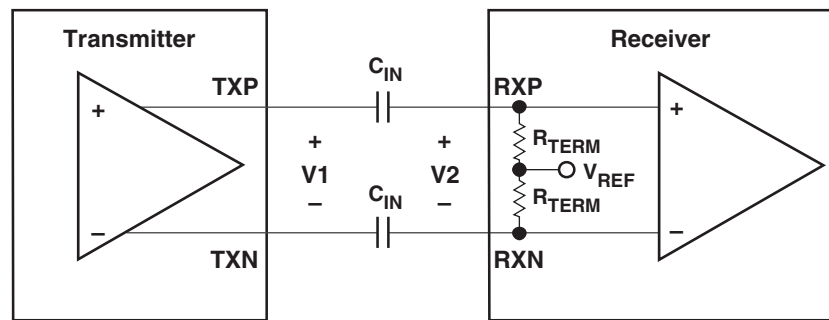 Transmitter
Receiver
C_IN
TXP
RXP
+
+
+
+
R_TERM
V1
V2
V_REF
C_IN
R_TERM
–
–
–
–
TXN
RXN